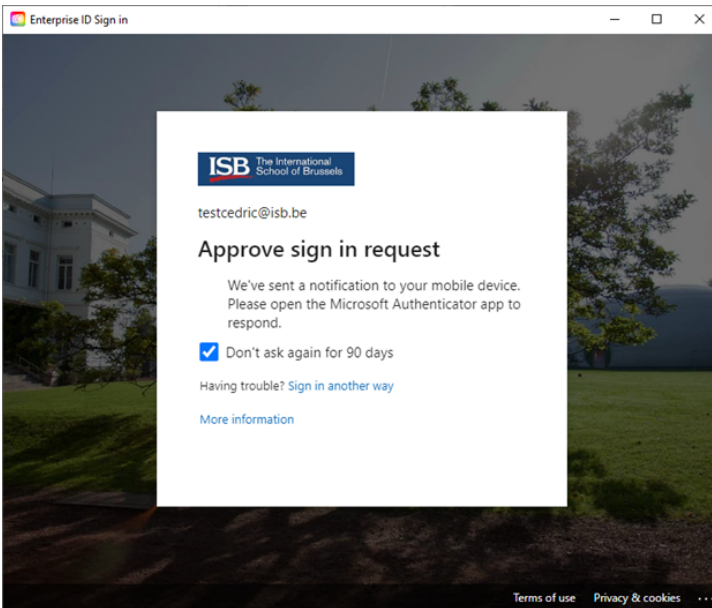 Enterprise ID Sign in
ISB The International
School of Brussels
testcedric@isb.be
Approve sign in request
We've sent a notification to your mobile device.
Please open the Microsoft Authenticator app to
respond.
Don't ask again for 90 days
Having trouble? Sign in another way
More information
Terms of use Privacy & cookies ...